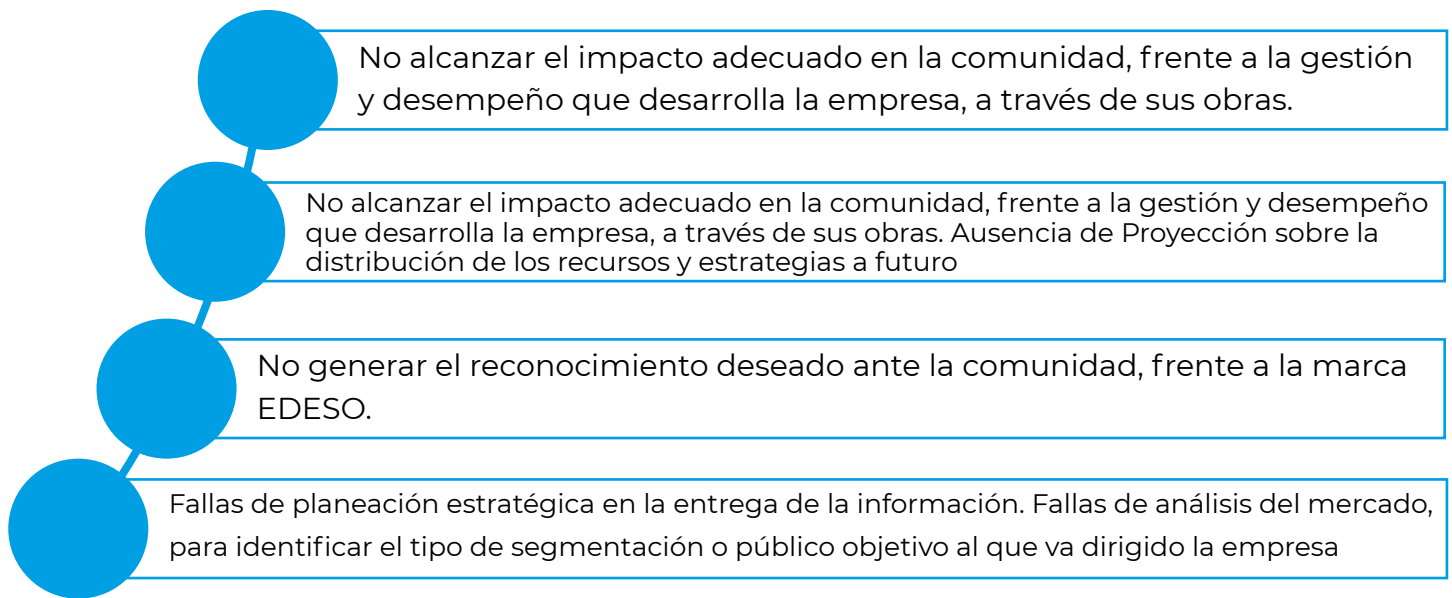 No alcanzar el impacto adecuado en la comunidad, frente a la gestión
y desempeño que desarrolla la empresa, a través de sus obras.
No alcanzar el impacto adecuado en la comunidad, frente a la gestión y desempeño
que desarrolla la empresa, a través de sus obras. Ausencia de Proyección sobre la
distribución de los recursos y estrategias a futuro
No generar el reconocimiento deseado ante la comunidad, frente a la marca
EDESO.
Fallas de planeación estratégica en la entrega de la información. Fallas de análisis del mercado,
para identificar el tipo de segmentación o público objetivo al que va dirigido la empresa